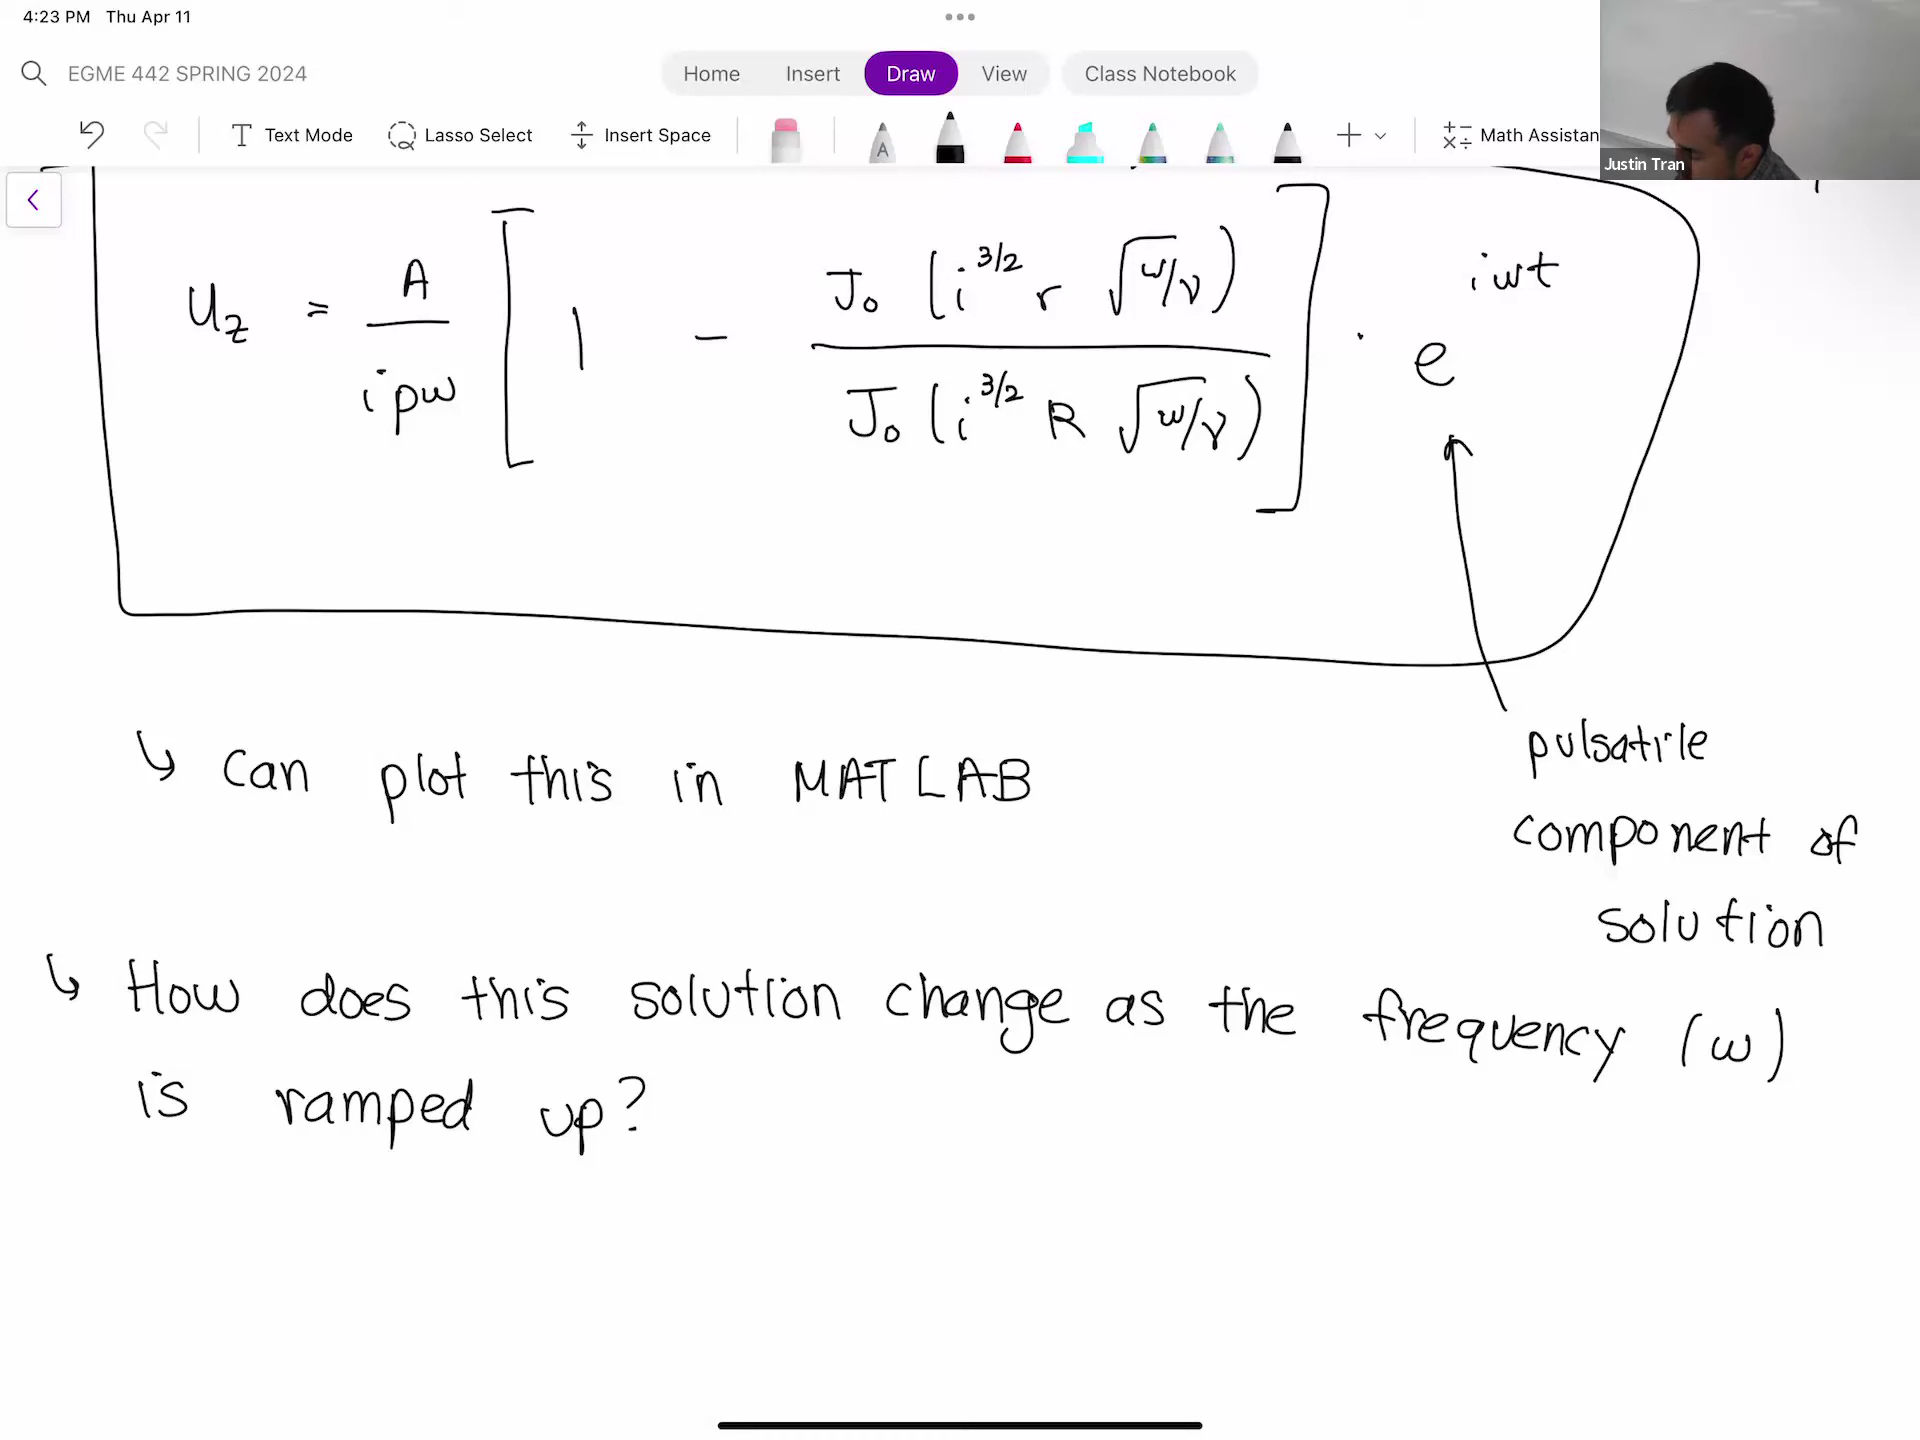 4:23 PM Thu Apr 11
EGME 442 SPRING 2024
Home Insert Draw View Class Notebook
Text Mode Lasso Select Insert Space A Math Assistan
Justin Tran
u_z = A / iρω [ 1 - J₀ (i^{3/2} r √(ω/ν)) / J₀ (i^{3/2} R √(ω/ν)) ] · e^{iωt}
↳ can plot this in MATLAB
pulsatile
component of
solution
↳ How does this solution change as the frequency (ω)
is ramped up?